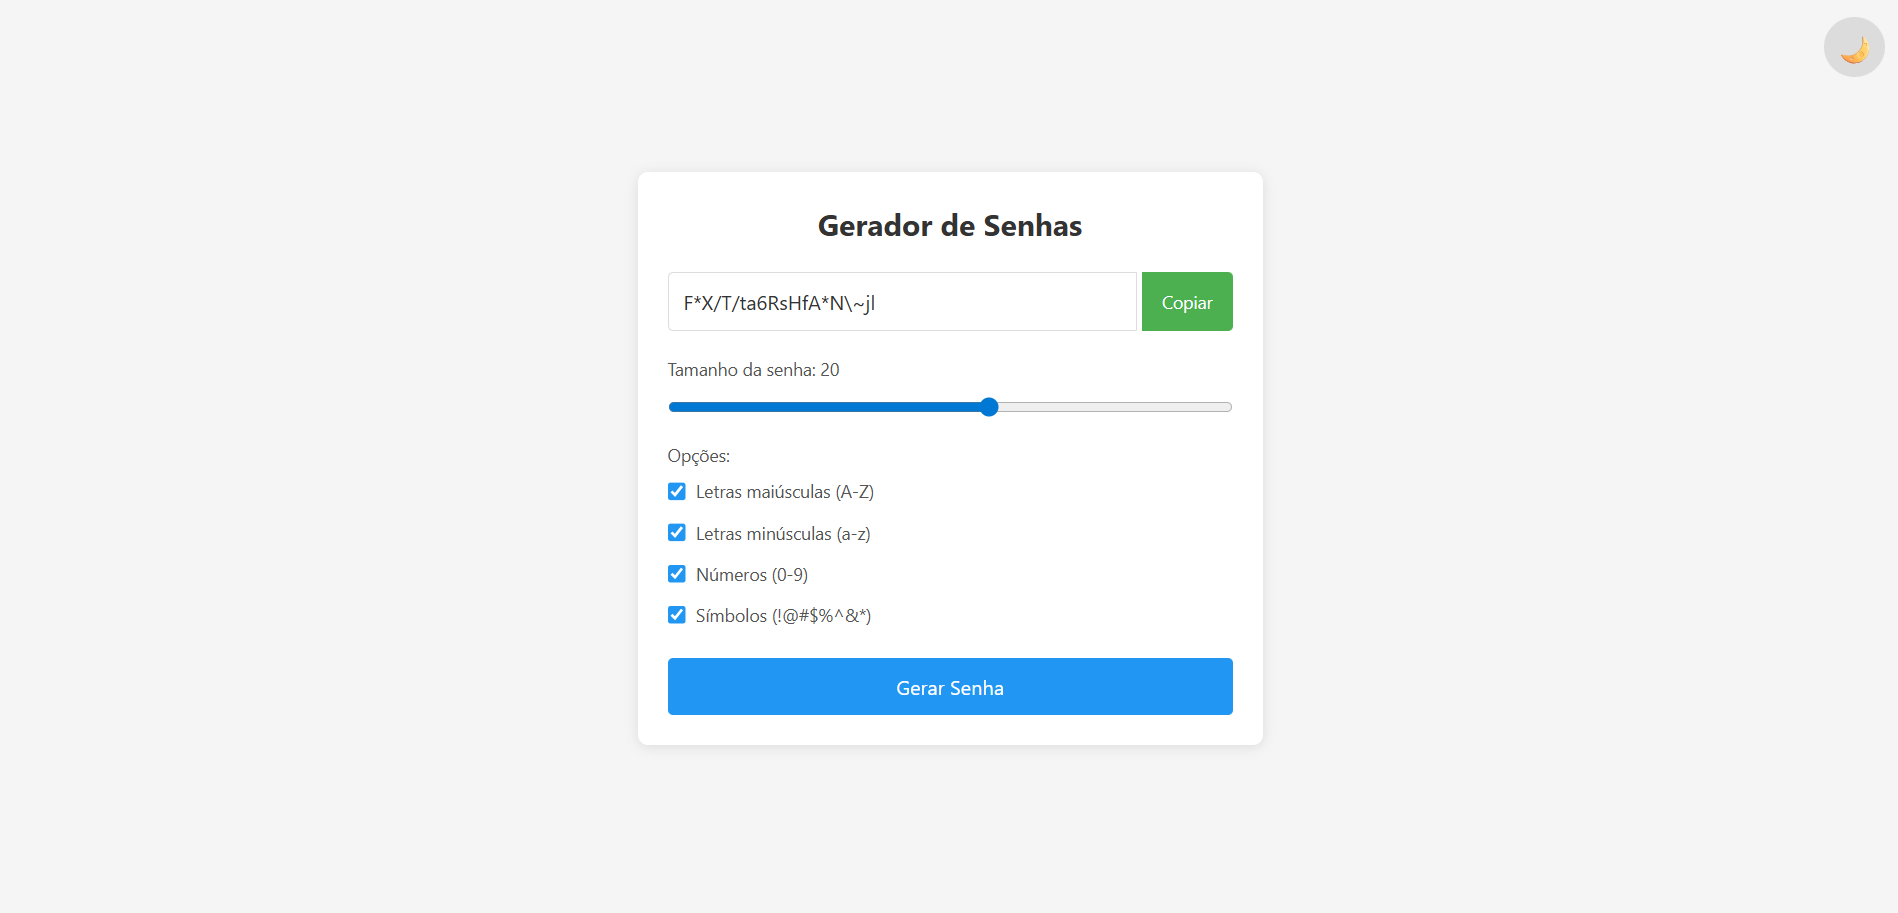 Gerador de Senhas
F*X/T/ta6RsHfA*N\~jl
Copiar
Tamanho da senha: 20
Opções:
Letras maiúsculas (A-Z)
Letras minúsculas (a-z)
Números (0-9)
Símbolos (!@#$%^&*)
Gerar Senha